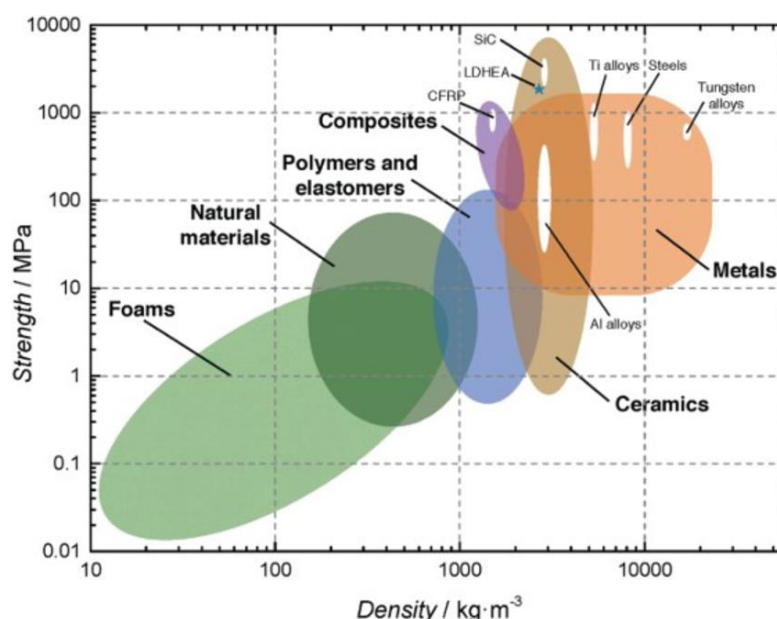 10000
1000
100
10
1
0.1
0.01
Strength / MPa
SiC
LDHEA
CFRP
Composites
Polymers and
elastomers
Natural
materials
Foams
Ti alloys
Steels
Tungsten
alloys
Metals
Al alloys
Ceramics
10
100
1000
10000
Density / kg·m⁻³